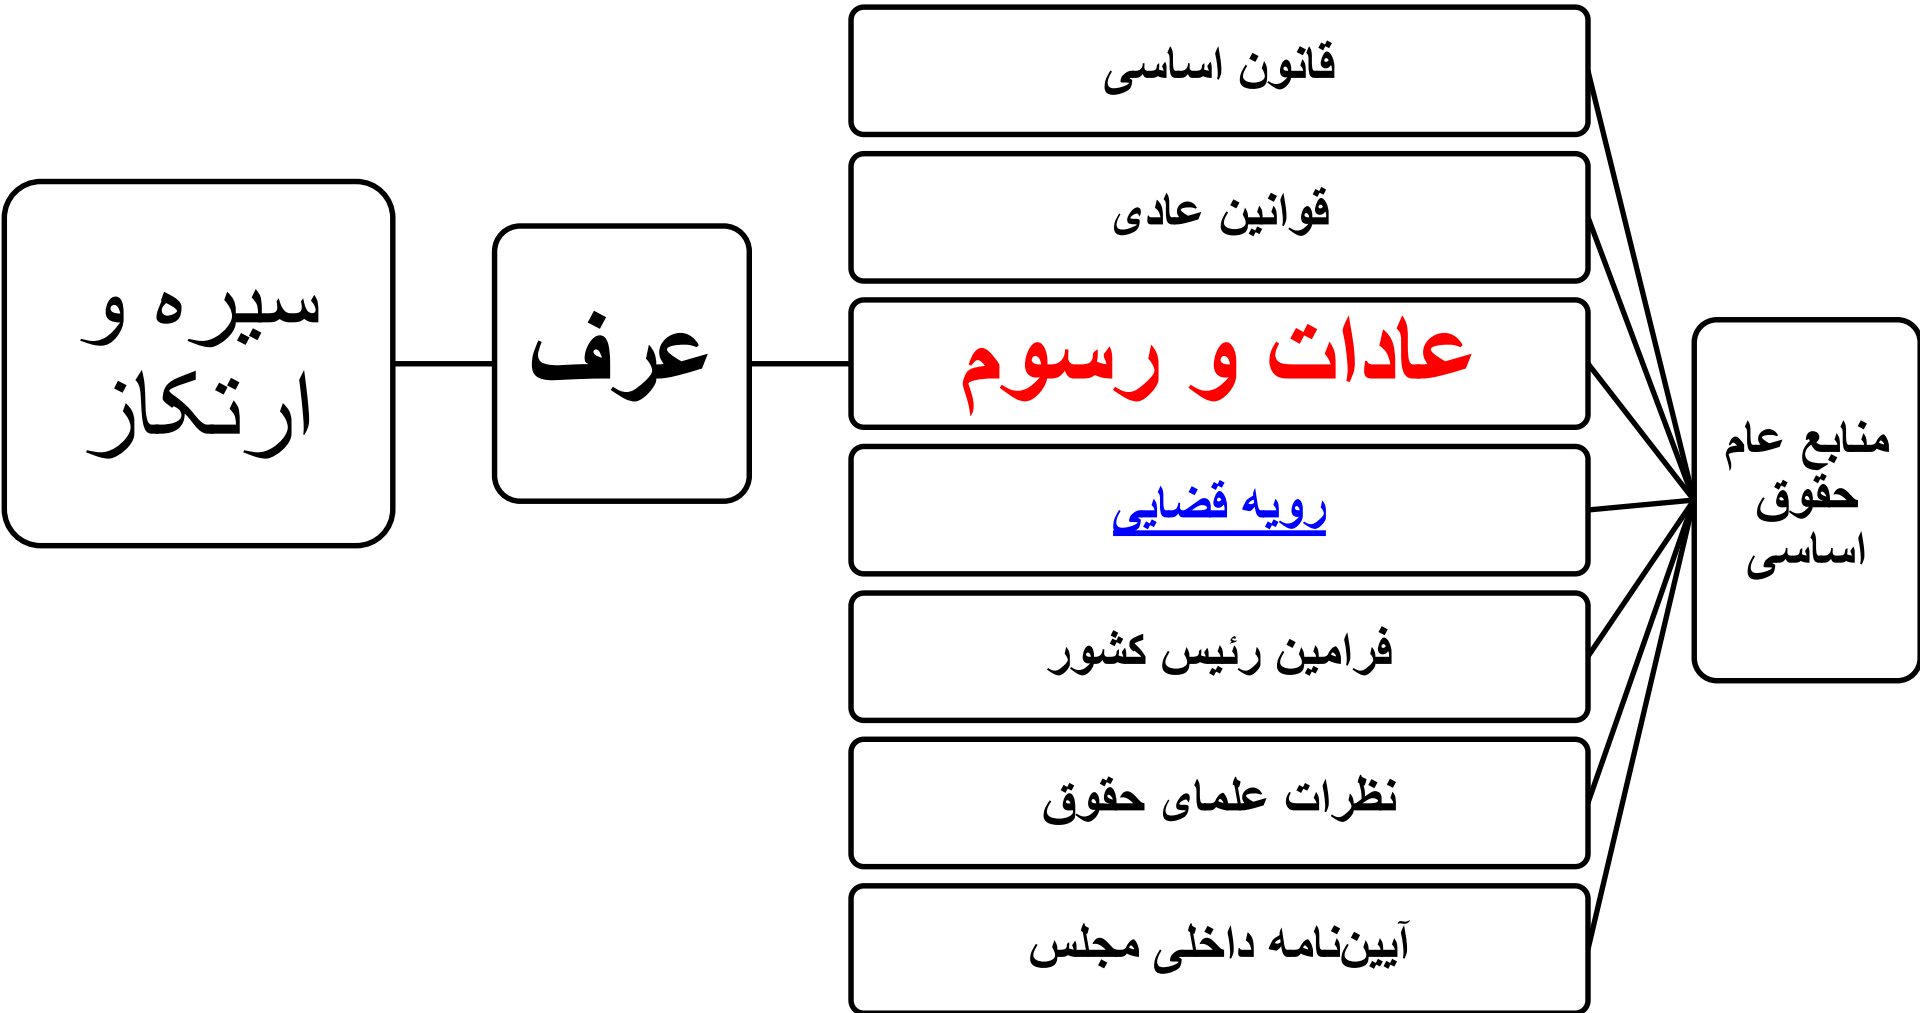 منابع عام
حقوق
اساسی
قانون اساسی
قوانین عادی
عادات و رسوم
رویه قضایی
فرامین رئیس کشور
نظرات علمای حقوق
آیین‌نامه داخلی مجلس
عرف
سیره و
ارتکاز